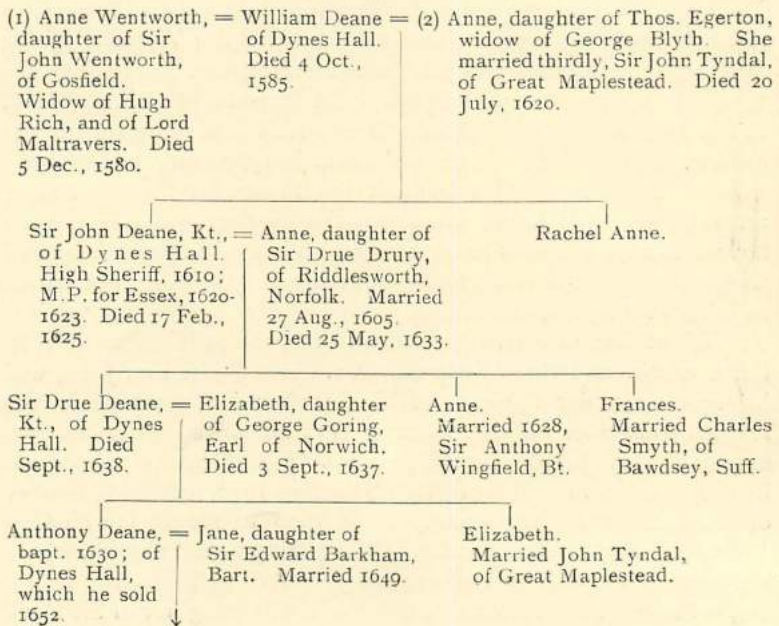 (1) Anne Wentworth,
daughter of Sir
John Wentworth,
of Gosfield.
Widow of Hugh
Rich, and of Lord
Maltravers. Died
5 Dec., 1580.
= William Deane =
of Dynes Hall.
Died 4 Oct.,
1585.
(2) Anne, daughter of Thos. Egerton,
widow of George Blyth. She
married thirdly, Sir John Tyndal,
of Great Maplestead. Died 20
July, 1620.
Sir John Deane, Kt., =
of Dynes Hall.
High Sheriff, 1610;
M.P. for Essex, 1620-
1623. Died 17 Feb.,
1625.
Anne, daughter of
Sir Drue Drury,
of Riddlesworth,
Norfolk. Married
27 Aug., 1605.
Died 25 May, 1633.
Rachel Anne.
Sir Drue Deane, =
Kt., of Dynes
Hall. Died
Sept., 1638.
Elizabeth, daughter
of George Goring,
Earl of Norwich.
Died 3 Sept., 1637.
Anne.
Married 1628,
Sir Anthony
Wingfield, Bt.
Frances.
Married Charles
Smyth, of
Bawdsey, Suff.
Anthony Deane, =
bapt. 1630; of
Dynes Hall,
which he sold
1652.
Jane, daughter of
Sir Edward Barkham,
Bart. Married 1649.
Elizabeth.
Married John Tyndal,
of Great Maplestead.